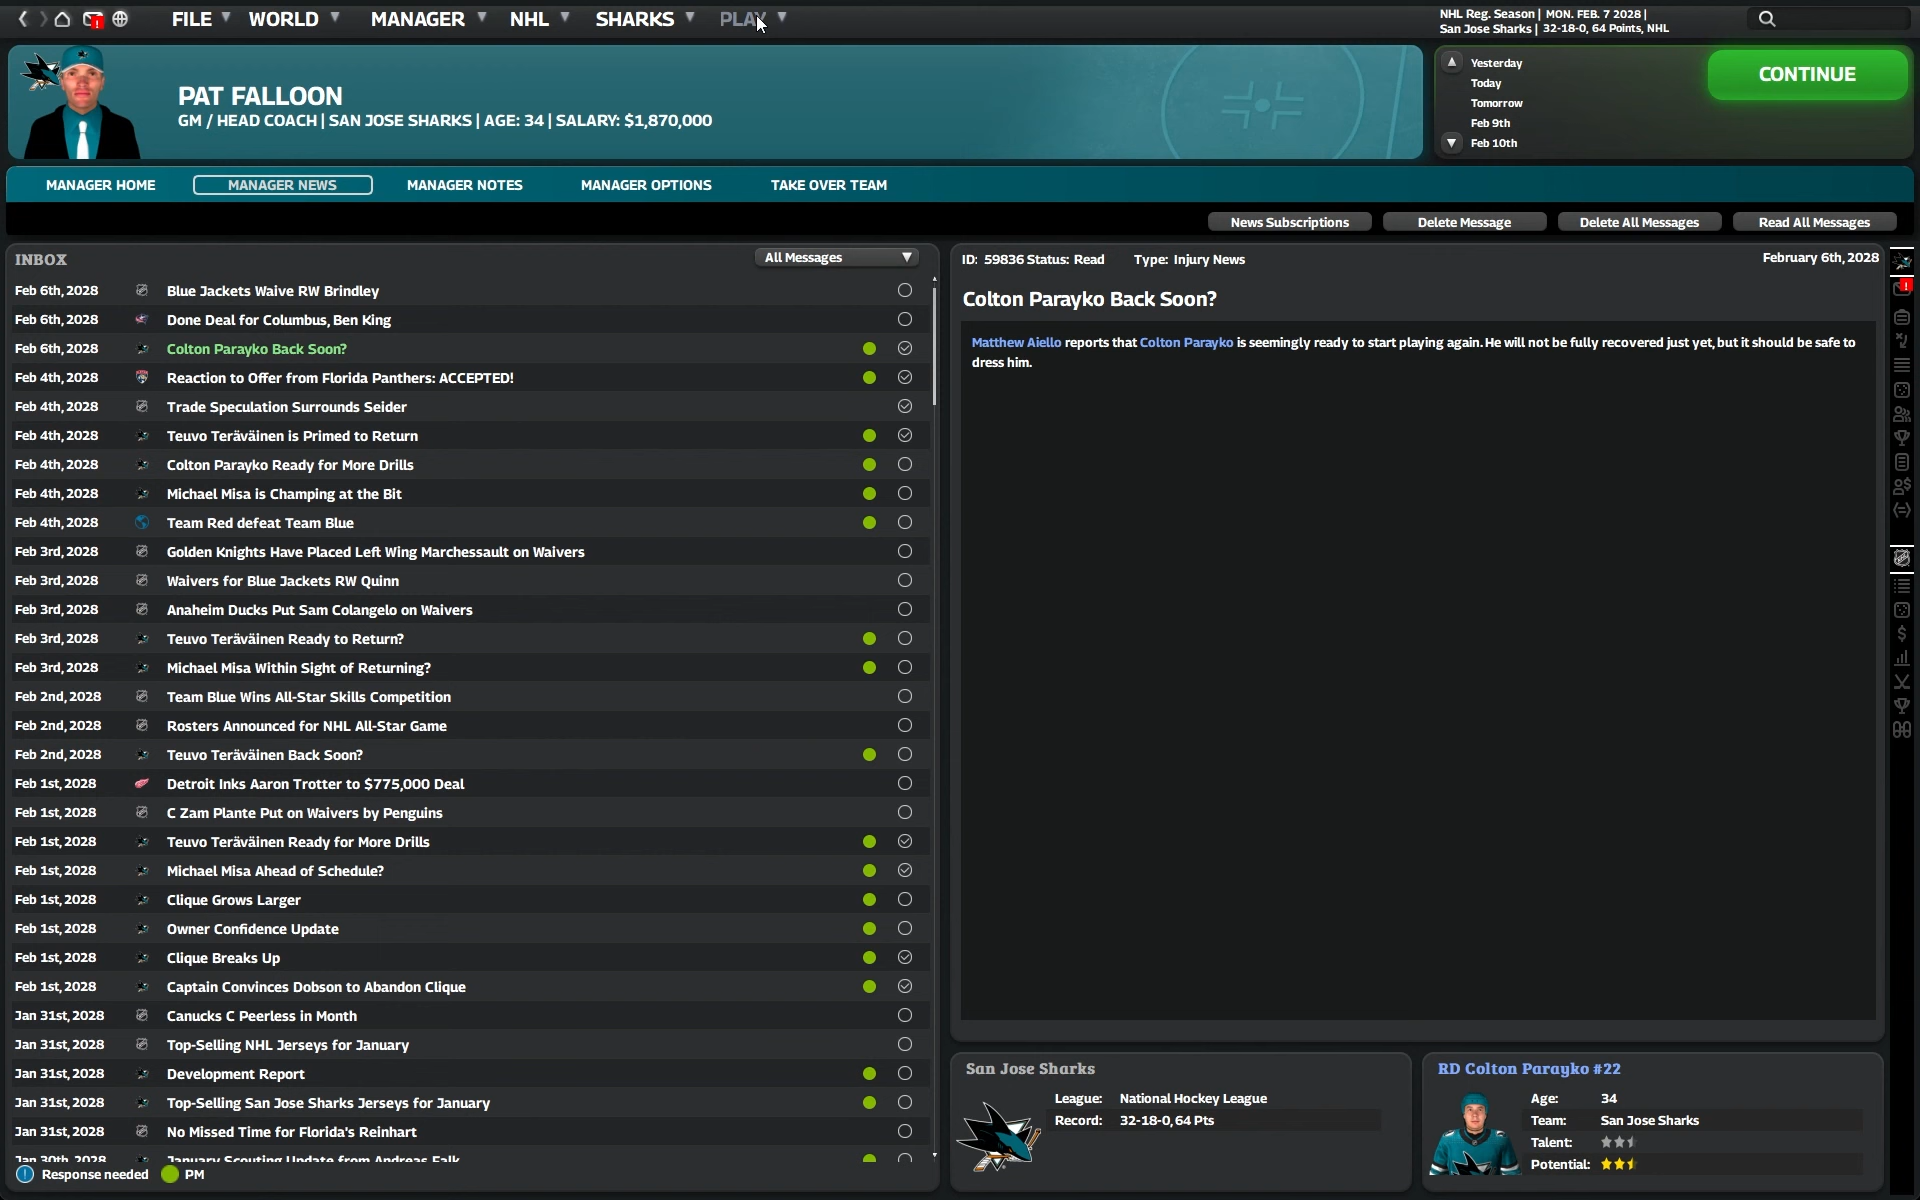 FILE WORLD MANAGER NHL SHARKS PLAY
NHL Reg. Season | MON. FEB. 7 2028 |
San Jose Sharks | 32-18-0, 64 Points, NHL
PAT FALLOON
GM / HEAD COACH | SAN JOSE SHARKS | AGE: 34 | SALARY: $1,870,000
Yesterday
Today
Tomorrow
Feb 9th
Feb 10th
CONTINUE
MANAGER HOME MANAGER NEWS MANAGER NOTES MANAGER OPTIONS TAKE OVER TEAM
News Subscriptions Delete Message Delete All Messages Read All Messages
INBOX All Messages
Feb 6th, 2028 Blue Jackets Waive RW Brindley
Feb 6th, 2028 Done Deal for Columbus, Ben King
Feb 6th, 2028 Colton Parayko Back Soon?
Feb 4th, 2028 Reaction to Offer from Florida Panthers: ACCEPTED!
Feb 4th, 2028 Trade Speculation Surrounds Seider
Feb 4th, 2028 Teuvo Teräväinen is Primed to Return
Feb 4th, 2028 Colton Parayko Ready for More Drills
Feb 4th, 2028 Michael Misa is Champing at the Bit
Feb 4th, 2028 Team Red defeat Team Blue
Feb 3rd, 2028 Golden Knights Have Placed Left Wing Marchessault on Waivers
Feb 3rd, 2028 Waivers for Blue Jackets RW Quinn
Feb 3rd, 2028 Anaheim Ducks Put Sam Colangelo on Waivers
Feb 3rd, 2028 Teuvo Teräväinen Ready to Return?
Feb 3rd, 2028 Michael Misa Within Sight of Returning?
Feb 2nd, 2028 Team Blue Wins All-Star Skills Competition
Feb 2nd, 2028 Rosters Announced for NHL All-Star Game
Feb 2nd, 2028 Teuvo Teräväinen Back Soon?
Feb 1st, 2028 Detroit Inks Aaron Trotter to $775,000 Deal
Feb 1st, 2028 C Zam Plante Put on Waivers by Penguins
Feb 1st, 2028 Teuvo Teräväinen Ready for More Drills
Feb 1st, 2028 Michael Misa Ahead of Schedule?
Feb 1st, 2028 Clique Grows Larger
Feb 1st, 2028 Owner Confidence Update
Feb 1st, 2028 Clique Breaks Up
Feb 1st, 2028 Captain Convinces Dobson to Abandon Clique
Jan 31st, 2028 Canucks C Peerless in Month
Jan 31st, 2028 Top-Selling NHL Jerseys for January
Jan 31st, 2028 Development Report
Jan 31st, 2028 Top-Selling San Jose Sharks Jerseys for January
Jan 31st, 2028 No Missed Time for Florida's Reinhart
Jan 30th, 2028 January Scouting Update from Andreas Falk
! Response needed PM
ID: 59836 Status: Read Type: Injury News February 6th, 2028
Colton Parayko Back Soon?
Matthew Aiello reports that Colton Parayko is seemingly ready to start playing again. He will not be fully recovered just yet, but it should be safe to
dress him.
San Jose Sharks
League: National Hockey League
Record: 32-18-0, 64 Pts
RD Colton Parayko #22
Age: 34
Team: San Jose Sharks
Talent:
Potential: